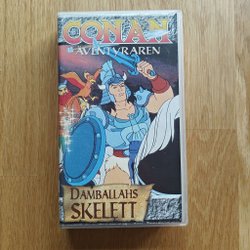 CONAN
ÄVENTYRAREN
DAMBALLAHS
SKELETT